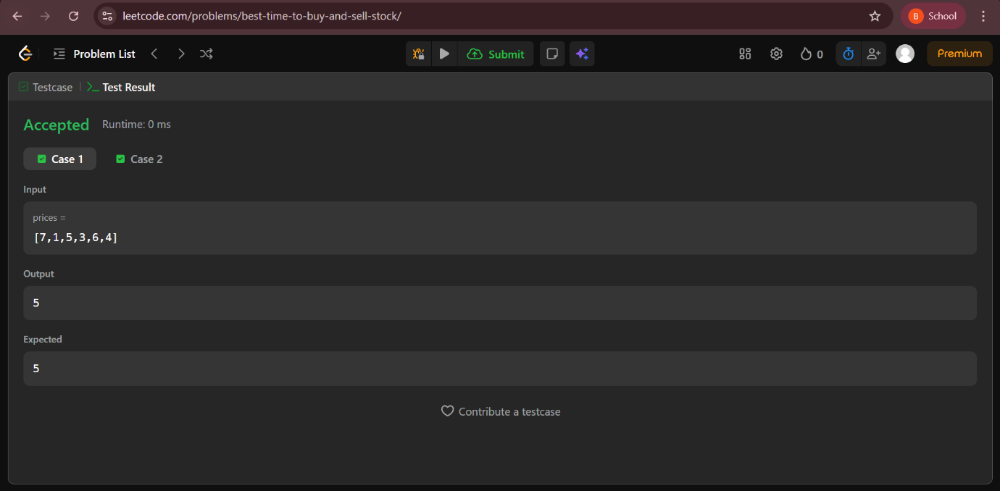 leetcode.com/problems/best-time-to-buy-and-sell-stock/
B School
Problem List Submit 0 Premium
Testcase Test Result
Accepted Runtime: 0 ms
Case 1 Case 2
Input
prices =
[7,1,5,3,6,4]
Output
5
Expected
5
Contribute a testcase